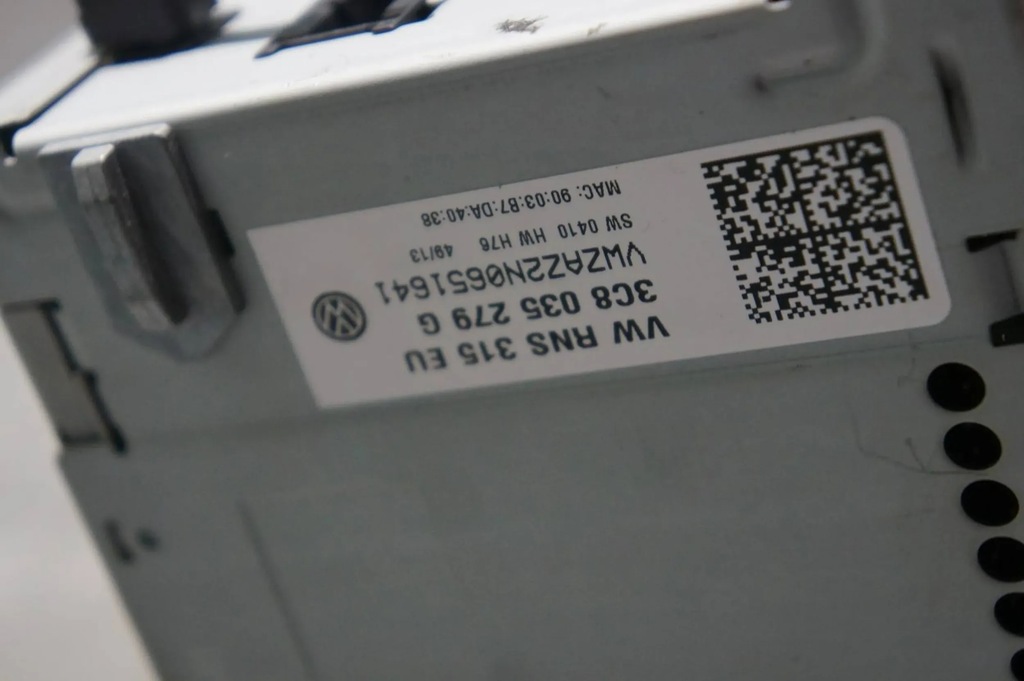 VW RNS 315 EU
3C8 035 279 G
VWZAZ2N0651641
SW 0410 HW H76 49/13
MAC: 90:03:B7:DA:40:38